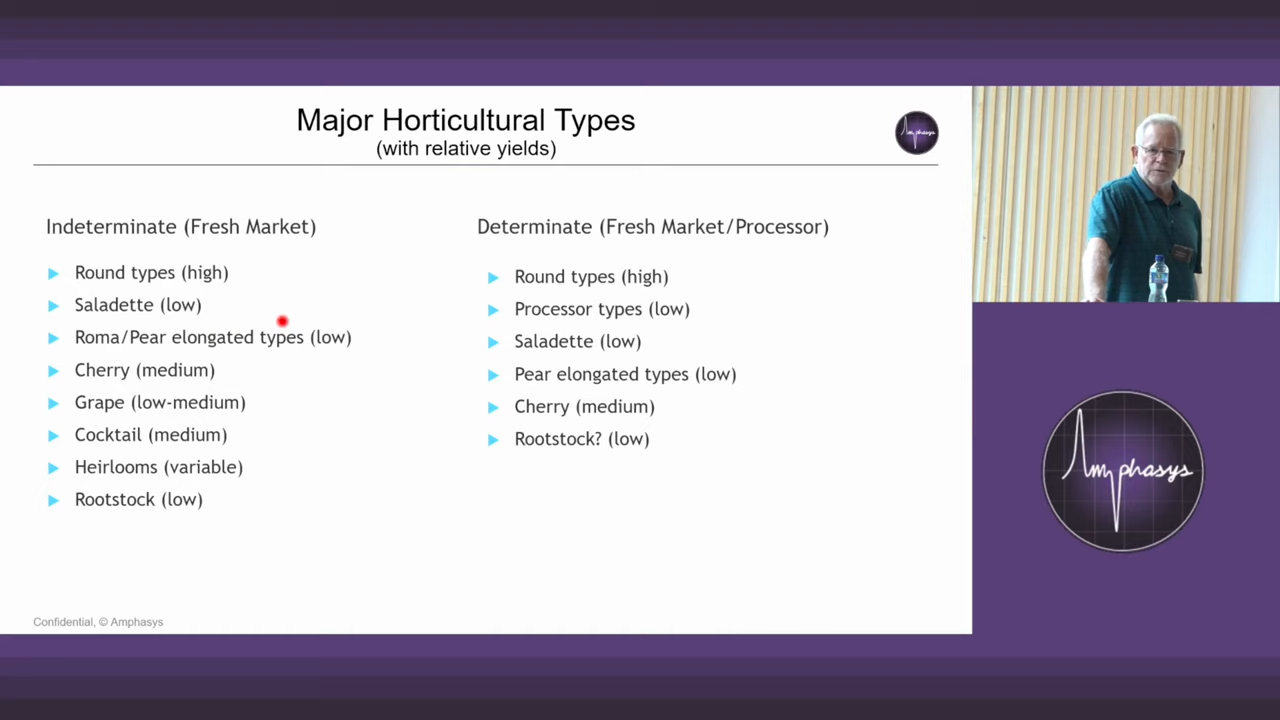 Major Horticultural Types
(with relative yields)
Amphasys
Indeterminate (Fresh Market)
Round types (high)
Saladette (low)
Roma/Pear elongated types (low)
Cherry (medium)
Grape (low-medium)
Cocktail (medium)
Heirlooms (variable)
Rootstock (low)
Determinate (Fresh Market/Processor)
Round types (high)
Processor types (low)
Saladette (low)
Pear elongated types (low)
Cherry (medium)
Rootstock? (low)
Amphasys
Confidential, © Amphasys